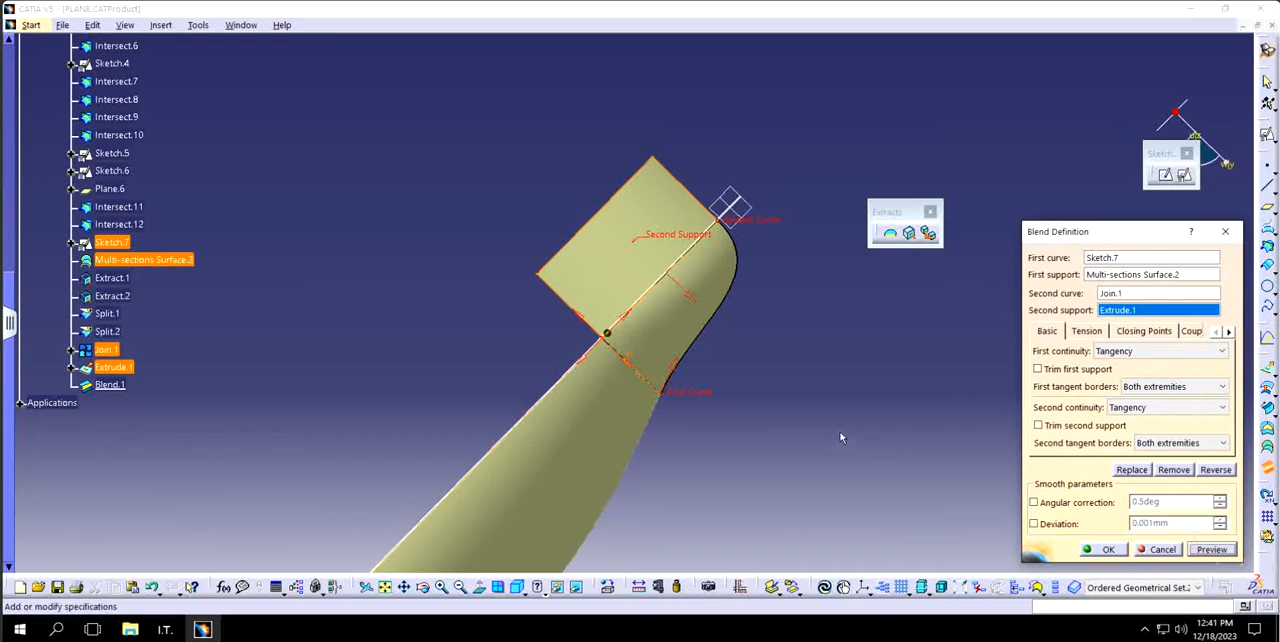 CATIA V5 - [PLANE.CATProduct]
Start File Edit View Insert Tools Window Help
Intersect.6
Sketch.4
Intersect.7
Intersect.8
Intersect.9
Intersect.10
Sketch.5
Sketch.6
Plane.6
Intersect.11
Intersect.12
Sketch.7
Multi-sections Surface.2
Extract.1
Extract.2
Split.1
Split.2
Join.1
Extrude.1
Blend.1
Applications
Second Curve
Second Support
First Curve
Sketch...
Extracts
Blend Definition ?
First curve: Sketch.7
First support: Multi-sections Surface.2
Second curve: Join.1
Second support: Extrude.1
Basic Tension Closing Points Coup
First continuity: Tangency
Trim first support
First tangent borders: Both extremities
Second continuity: Tangency
Trim second support
Second tangent borders: Both extremities
Replace Remove Reverse
Smooth parameters
Angular correction: 0.5deg
Deviation: 0.001mm
OK Cancel Preview
Ordered Geometrical Set.
CATIA
Add or modify specifications
I.T.
12:41 PM
12/18/2023